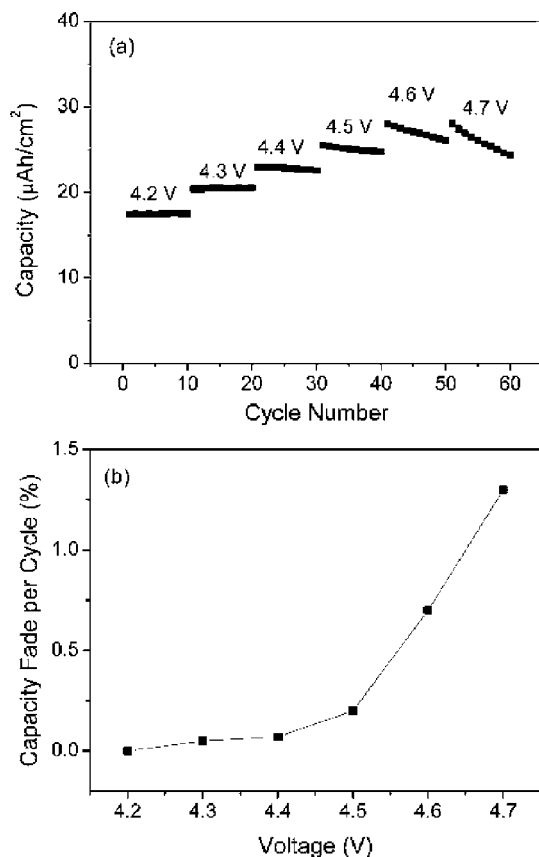 (a)
40
30
20
10
0
4.2 V
4.3 V
4.4 V
4.5 V
4.6 V
4.7 V
Capacity (µAh/cm²)
0 10 20 30 40 50 60
Cycle Number
(b)
1.5
1.0
0.5
0.0
Capacity Fade per Cycle (%)
4.2 4.3 4.4 4.5 4.6 4.7
Voltage (V)